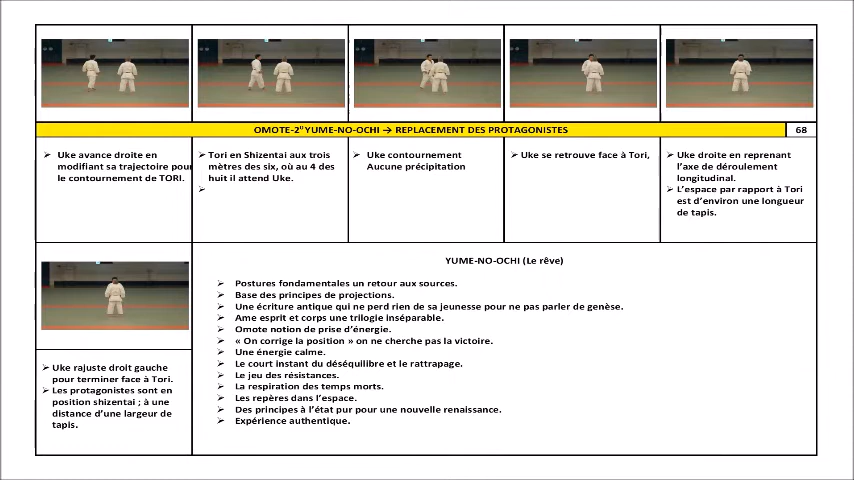 OMOTE-2⁰YUME-NO-OCHI → REPLACEMENT DES PROTAGONISTES
68
➢ Uke avance droite en
modifiant sa trajectoire pour
le contournement de TORI.
➢ Tori en Shizentai aux trois
mètres des six, où au 4 des
huit il attend Uke.
➢
➢ Uke contournement
Aucune précipitation
➢ Uke se retrouve face à Tori,
➢ Uke droite en reprenant
l’axe de déroulement
longitudinal.
➢ L’espace par rapport à Tori
est d’environ une longueur
de tapis.
➢ Uke rajuste droit gauche
pour terminer face à Tori.
➢ Les protagonistes sont en
position shizentai ; à une
distance d’une largeur de
tapis.
YUME-NO-OCHI (Le rêve)
➢ Postures fondamentales un retour aux sources.
➢ Base des principes de projections.
➢ Une écriture antique qui ne perd rien de sa jeunesse pour ne pas parler de genèse.
➢ Ame esprit et corps une trilogie inséparable.
➢ Omote notion de prise d’énergie.
➢ « On corrige la position » on ne cherche pas la victoire.
➢ Une énergie calme.
➢ Le court instant du déséquilibre et le rattrapage.
➢ Le jeu des résistances.
➢ La respiration des temps morts.
➢ Les repères dans l’espace.
➢ Des principes à l’état pur pour une nouvelle renaissance.
➢ Expérience authentique.